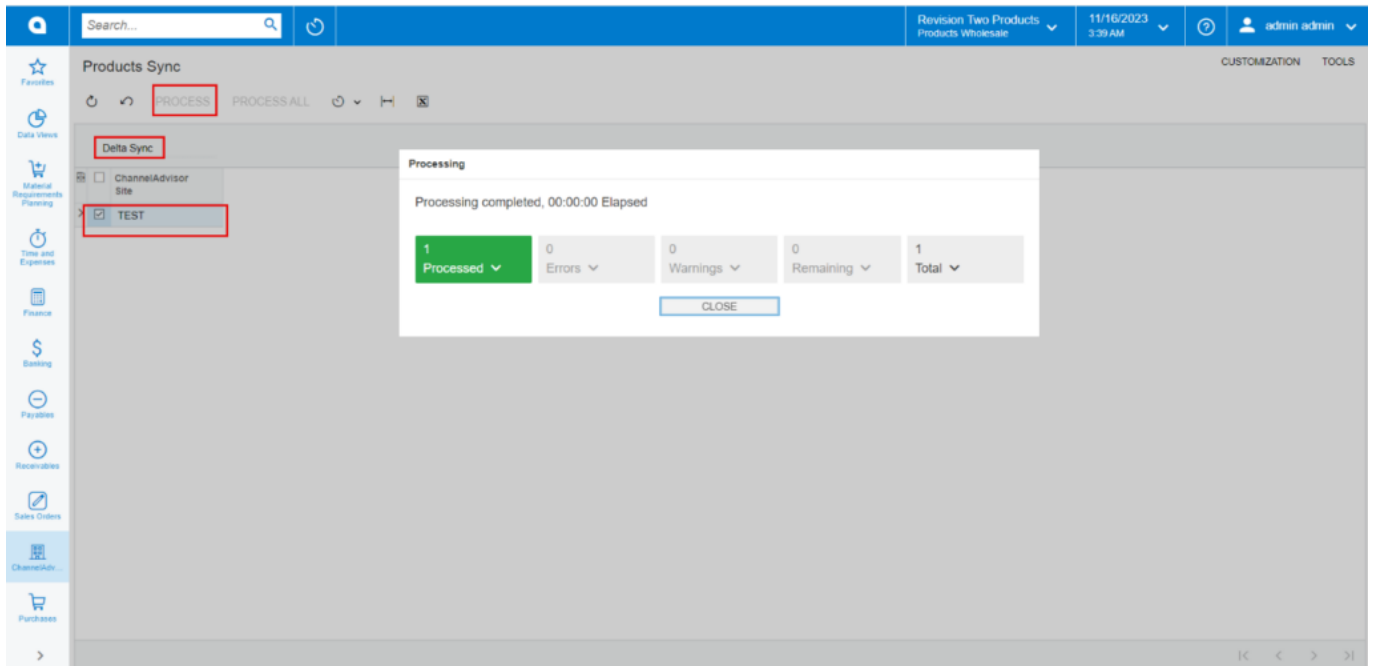 Search...
Revision Two Products
Products Wholesale
11/16/2023
3:39 AM
admin admin
Favorites
Data Views
Material
Requirements
Planning
Time and
Expenses
Finance
Banking
Payables
Receivables
Sales Orders
ChannelAdv...
Purchases
Products Sync
CUSTOMIZATION TOOLS
PROCESS PROCESS ALL
Delta Sync
ChannelAdvisor
Site
TEST
Processing
Processing completed, 00:00:00 Elapsed
1 0 0 0 1
Processed Errors Warnings Remaining Total
CLOSE